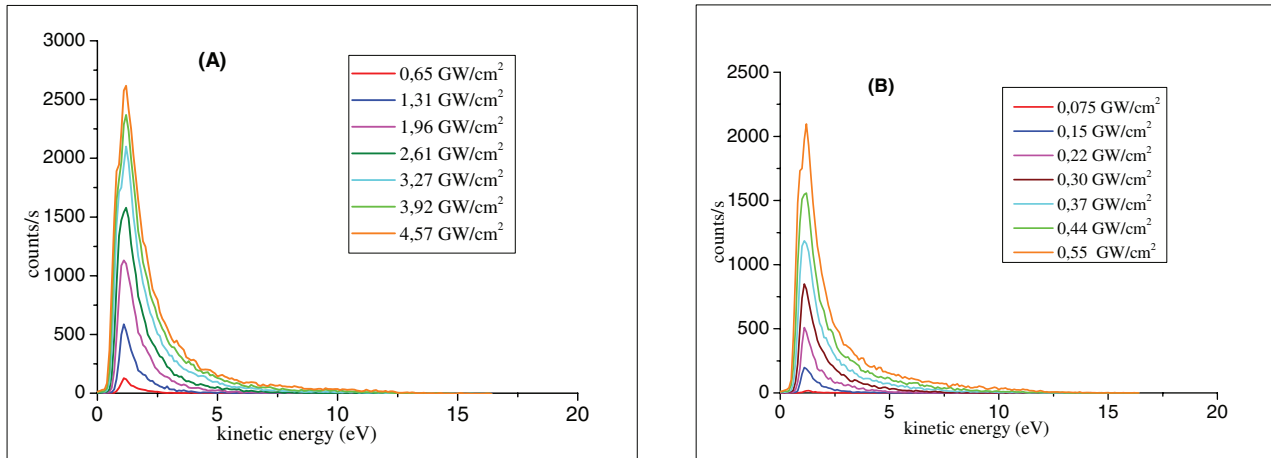 (A)
3000
2500
2000
1500
1000
500
0
counts/s
0,65 GW/cm²
1,31 GW/cm²
1,96 GW/cm²
2,61 GW/cm²
3,27 GW/cm²
3,92 GW/cm²
4,57 GW/cm²
0 5 10 15 20
kinetic energy (eV)
(B)
2500
2000
1500
1000
500
0
counts/s
0,075 GW/cm²
0,15 GW/cm²
0,22 GW/cm²
0,30 GW/cm²
0,37 GW/cm²
0,44 GW/cm²
0,55 GW/cm²
0 5 10 15 20
kinetic energy (eV)